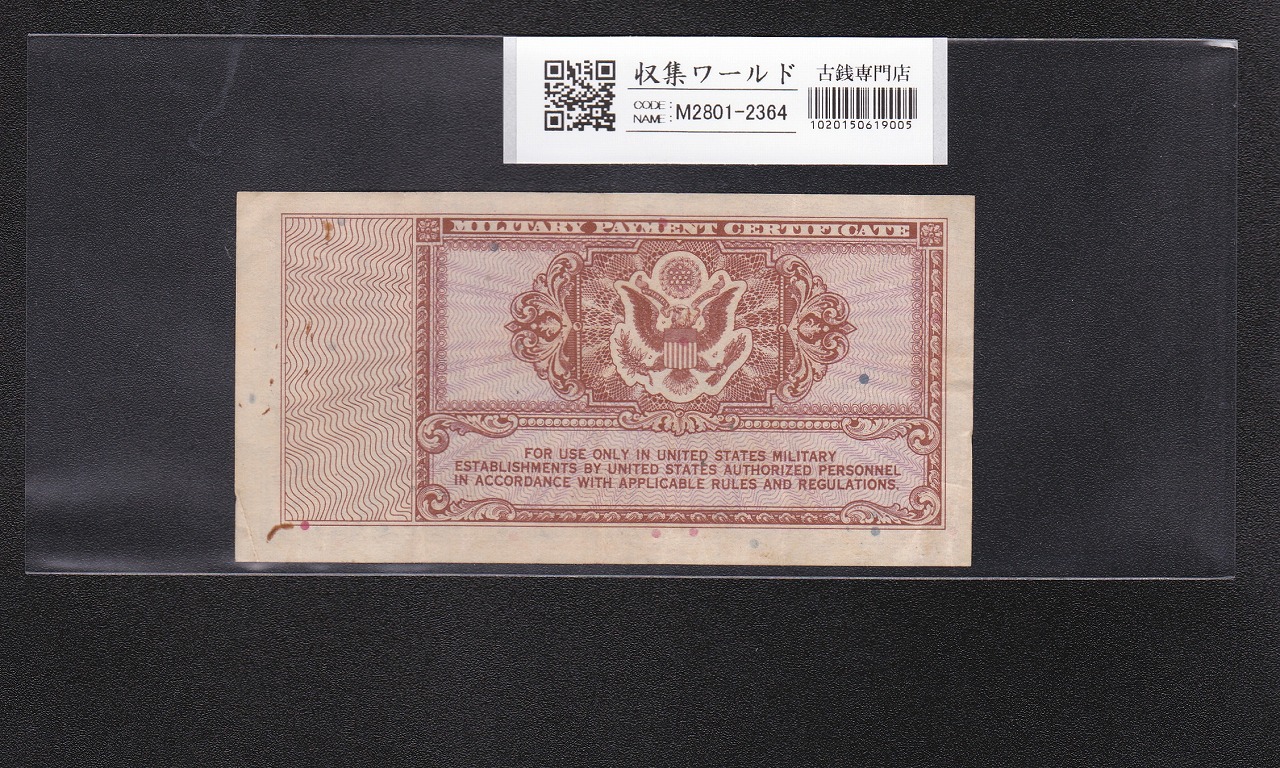 収集ワールド 古銭専門店
CODE:
NAME: M2801-2364
1020150619005
MILITARY PAYMENT CERTIFICATE
FOR USE ONLY IN UNITED STATES MILITARY
ESTABLISHMENTS BY UNITED STATES AUTHORIZED PERSONNEL
IN ACCORDANCE WITH APPLICABLE RULES AND REGULATIONS.